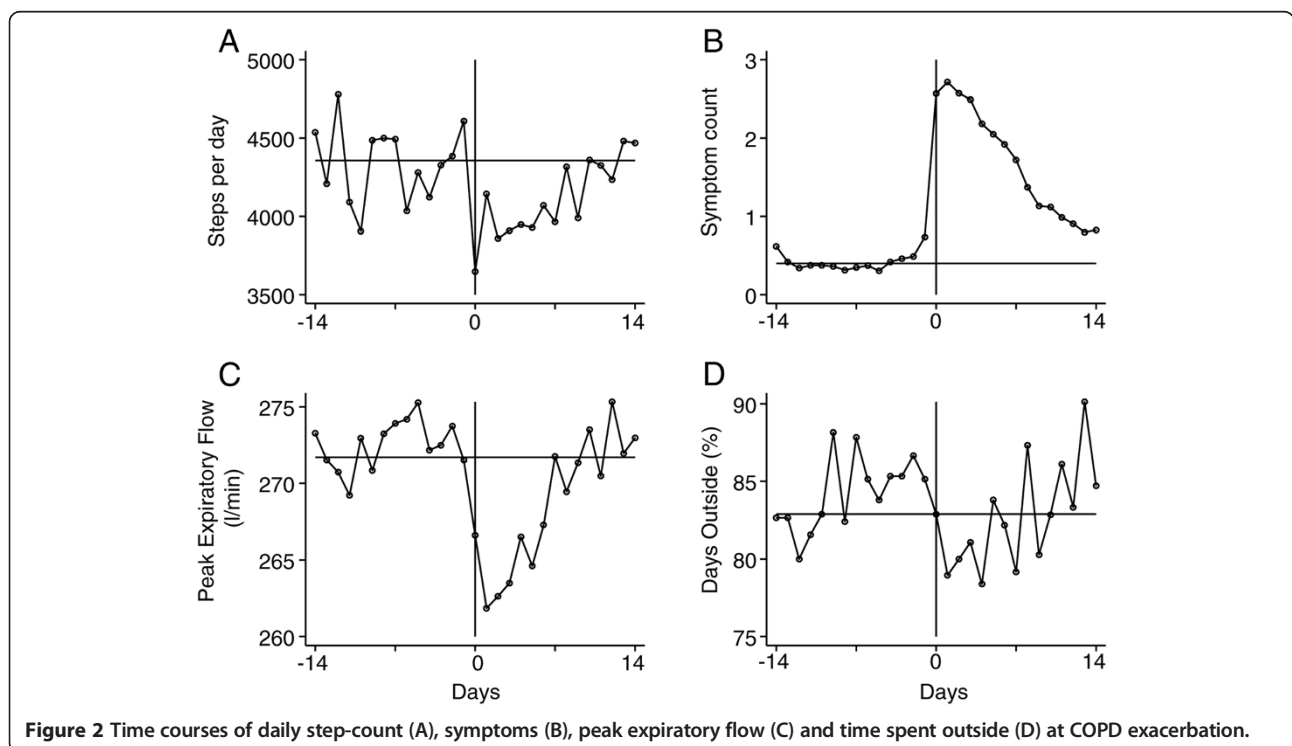 A
Steps per day
5000
4500
4000
3500
-14
0
14
B
Symptom count
3
2
1
0
-14
0
14
C
Peak Expiratory Flow
(l/min)
275
270
265
260
-14
0
14
Days
D
Days Outside (%)
90
85
80
75
-14
0
14
Days
Figure 2 Time courses of daily step-count (A), symptoms (B), peak expiratory flow (C) and time spent outside (D) at COPD exacerbation.